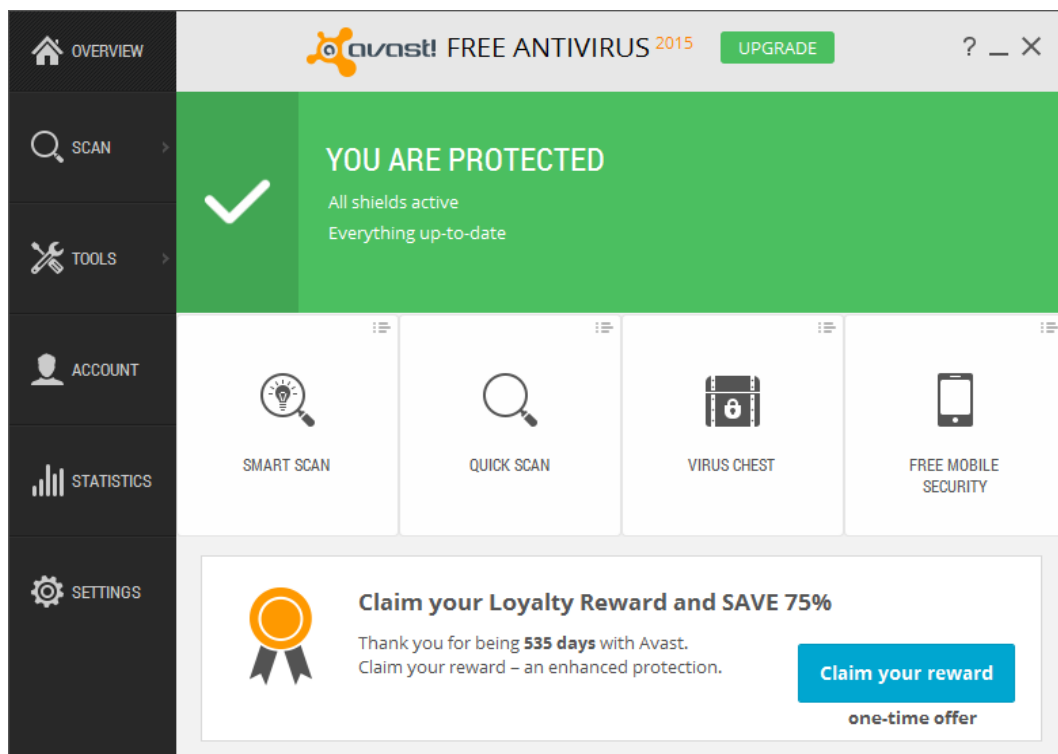 OVERVIEW
avast! FREE ANTIVIRUS 2015
UPGRADE
?
SCAN
TOOLS
ACCOUNT
STATISTICS
SETTINGS
YOU ARE PROTECTED
All shields active
Everything up-to-date
SMART SCAN
QUICK SCAN
VIRUS CHEST
FREE MOBILE
SECURITY
Claim your Loyalty Reward and SAVE 75%
Thank you for being 535 days with Avast.
Claim your reward – an enhanced protection.
Claim your reward
one-time offer